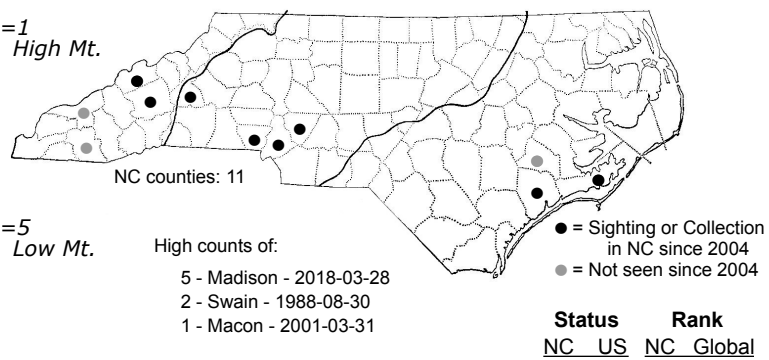 =1
High Mt.
NC counties: 11
=5
Low Mt.
High counts of:
5 - Madison - 2018-03-28
2 - Swain - 1988-08-30
1 - Macon - 2001-03-31
= Sighting or Collection
in NC since 2004
= Not seen since 2004
Status Rank
NC US NC Global